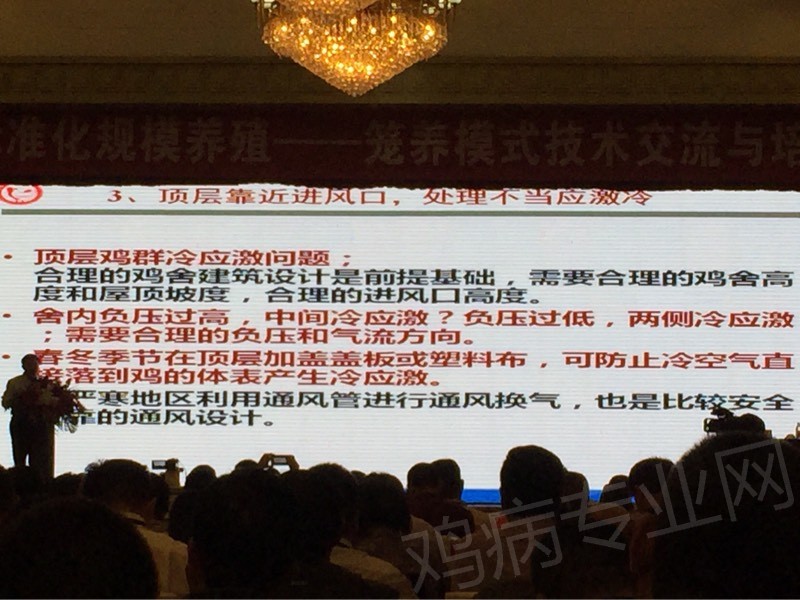 准化规模养殖——笼养模式技术交流与培
3、顶层靠近进风口，处理不当应激冷
• 顶层鸡群冷应激问题；
合理的鸡舍建筑设计是前提基础，需要合理的鸡舍高
度和屋顶坡度，合理的进风口高度。
• 舍内负压过高，中间冷应激？负压过低，两侧冷应激
；需要合理的负压和气流方向。
• 春冬季节在顶层加盖盖板或塑料布，可防止冷空气直
接落到鸡的体表产生冷应激。
严寒地区利用通风管进行通风换气，也是比较安全
靠的通风设计。
鸡病专业网